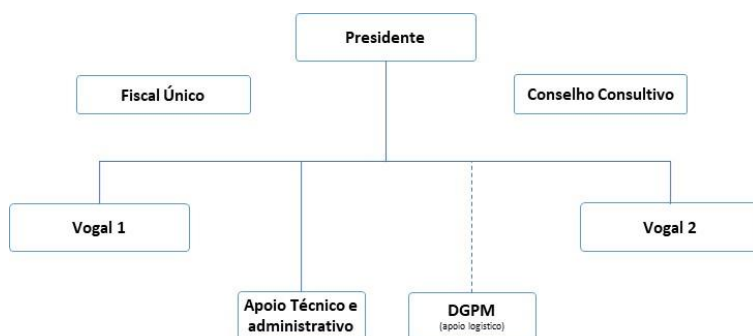 Presidente
Fiscal Único
Conselho Consultivo
Vogal 1
Vogal 2
Apoio Técnico e
administrativo
DGPM
(apoio logístico)